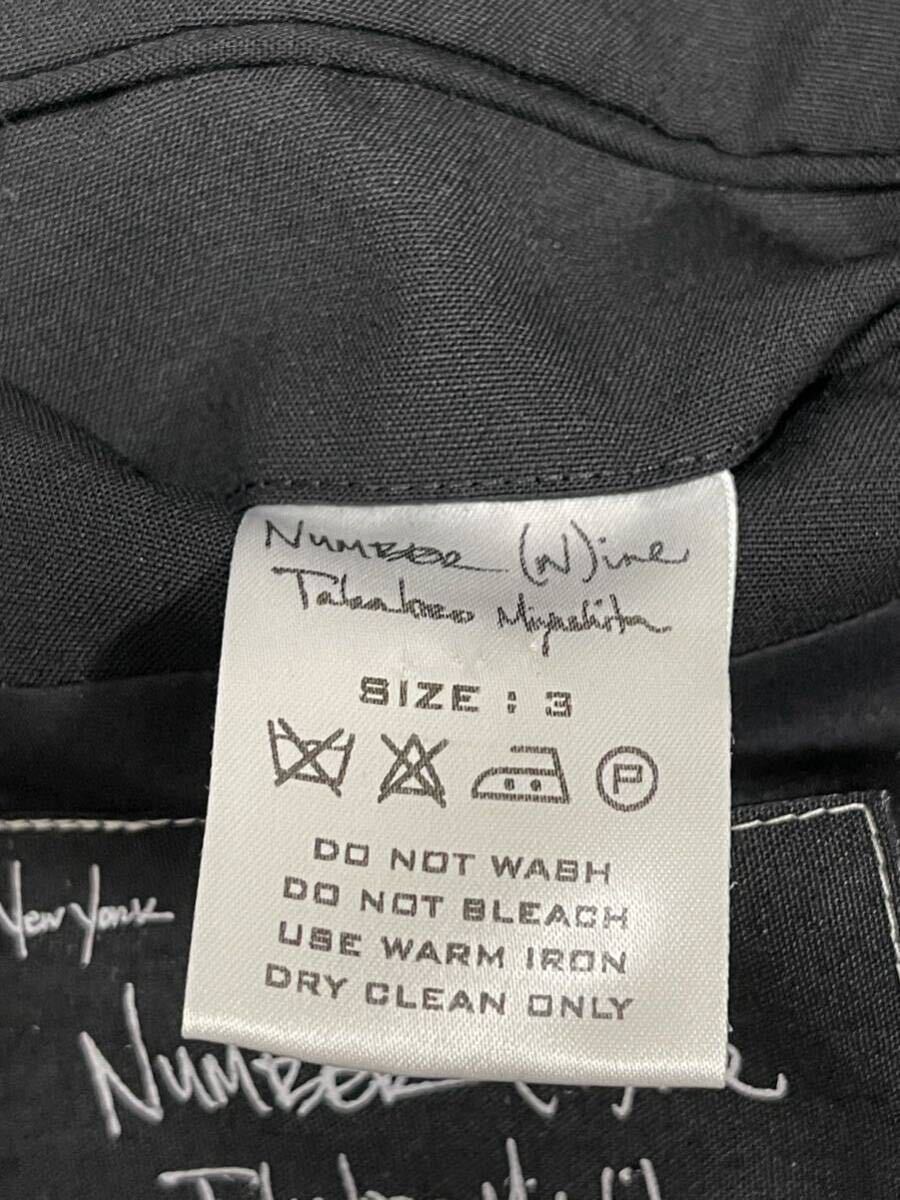 NUMBER (N)ine
Takahiro Miyashita
SIZE : 3
P
DO NOT WASH
DO NOT BLEACH
USE WARM IRON
DRY CLEAN ONLY
New York
NUMBER